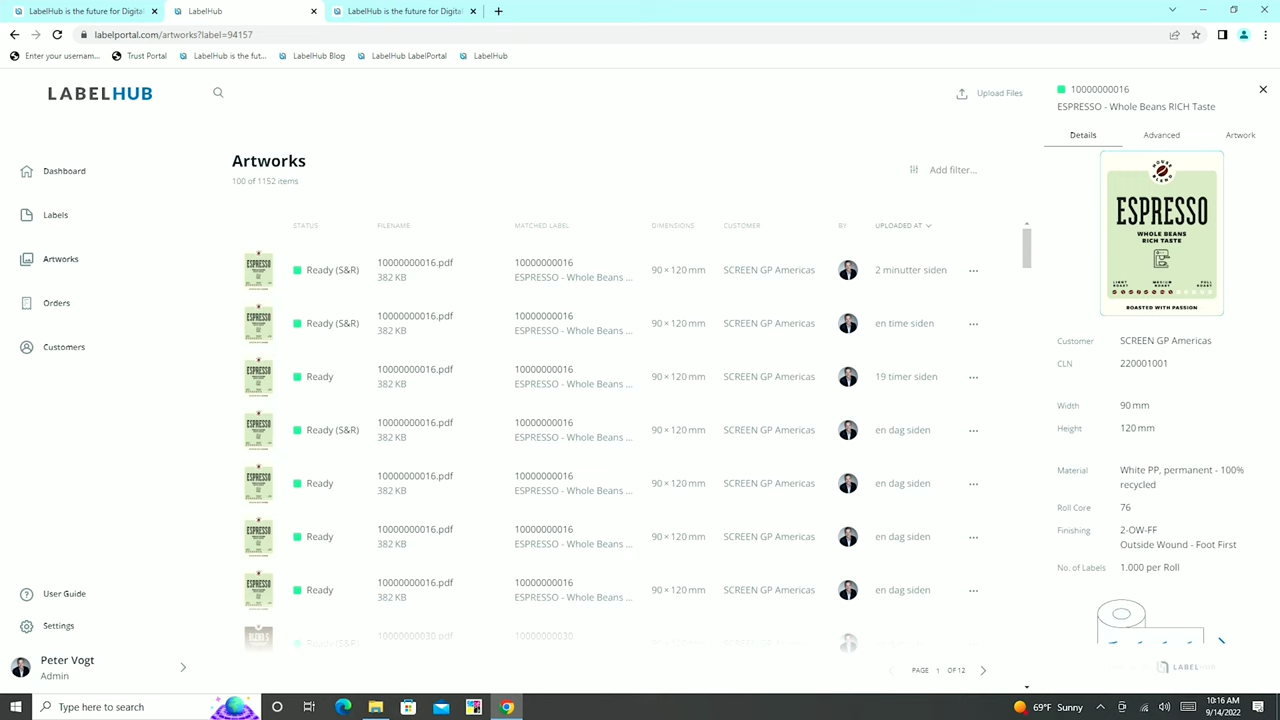 LabelHub is the future for Digital
LabelHub
LabelHub is the future for Digital
labelportal.com/artworks?label=94157
Enter your usernam... Trust Portal LabelHub is the fut... LabelHub Blog LabelHub LabelPortal LabelHub
LABELHUB
Upload Files
Dashboard
Labels
Artworks
Orders
Customers
User Guide
Settings
Peter Vogt
Admin
Artworks
100 of 1152 items
Add filter...
STATUS FILENAME MATCHED LABEL DIMENSIONS CUSTOMER BY UPLOADED AT
Ready (S&R) 10000000016.pdf 10000000016 90 × 120 mm SCREEN GP Americas 2 minutter siden
382 KB ESPRESSO - Whole Beans ...
Ready (S&R) 10000000016.pdf 10000000016 90 × 120 mm SCREEN GP Americas en time siden
382 KB ESPRESSO - Whole Beans ...
Ready 10000000016.pdf 10000000016 90 × 120 mm SCREEN GP Americas 19 timer siden
382 KB ESPRESSO - Whole Beans ...
Ready (S&R) 10000000016.pdf 10000000016 90 × 120 mm SCREEN GP Americas en dag siden
382 KB ESPRESSO - Whole Beans ...
Ready 10000000016.pdf 10000000016 90 × 120 mm SCREEN GP Americas en dag siden
382 KB ESPRESSO - Whole Beans ...
Ready 10000000016.pdf 10000000016 90 × 120 mm SCREEN GP Americas en dag siden
382 KB ESPRESSO - Whole Beans ...
Ready 10000000016.pdf 10000000016 90 × 120 mm SCREEN GP Americas en dag siden
382 KB ESPRESSO - Whole Beans ...
Ready (S&R) 10000000030.pdf 10000000030
PAGE 1 OF 12
10000000016
ESPRESSO - Whole Beans RICH Taste
Details Advanced Artwork
ESPRESSO
WHOLE BEANS
RICH TASTE
LIGHT ROAST MEDIUM ROAST FULL ROAST
ROASTED WITH PASSION
Customer SCREEN GP Americas
CLN 220001001
Width 90 mm
Height 120 mm
Material White PP, permanent - 100%
recycled
Roll Core 76
Finishing 2-OW-FF
Outside Wound - Foot First
No. of Labels 1.000 per Roll
LABELHUB
Type here to search
69°F Sunny
10:16 AM
9/14/2022